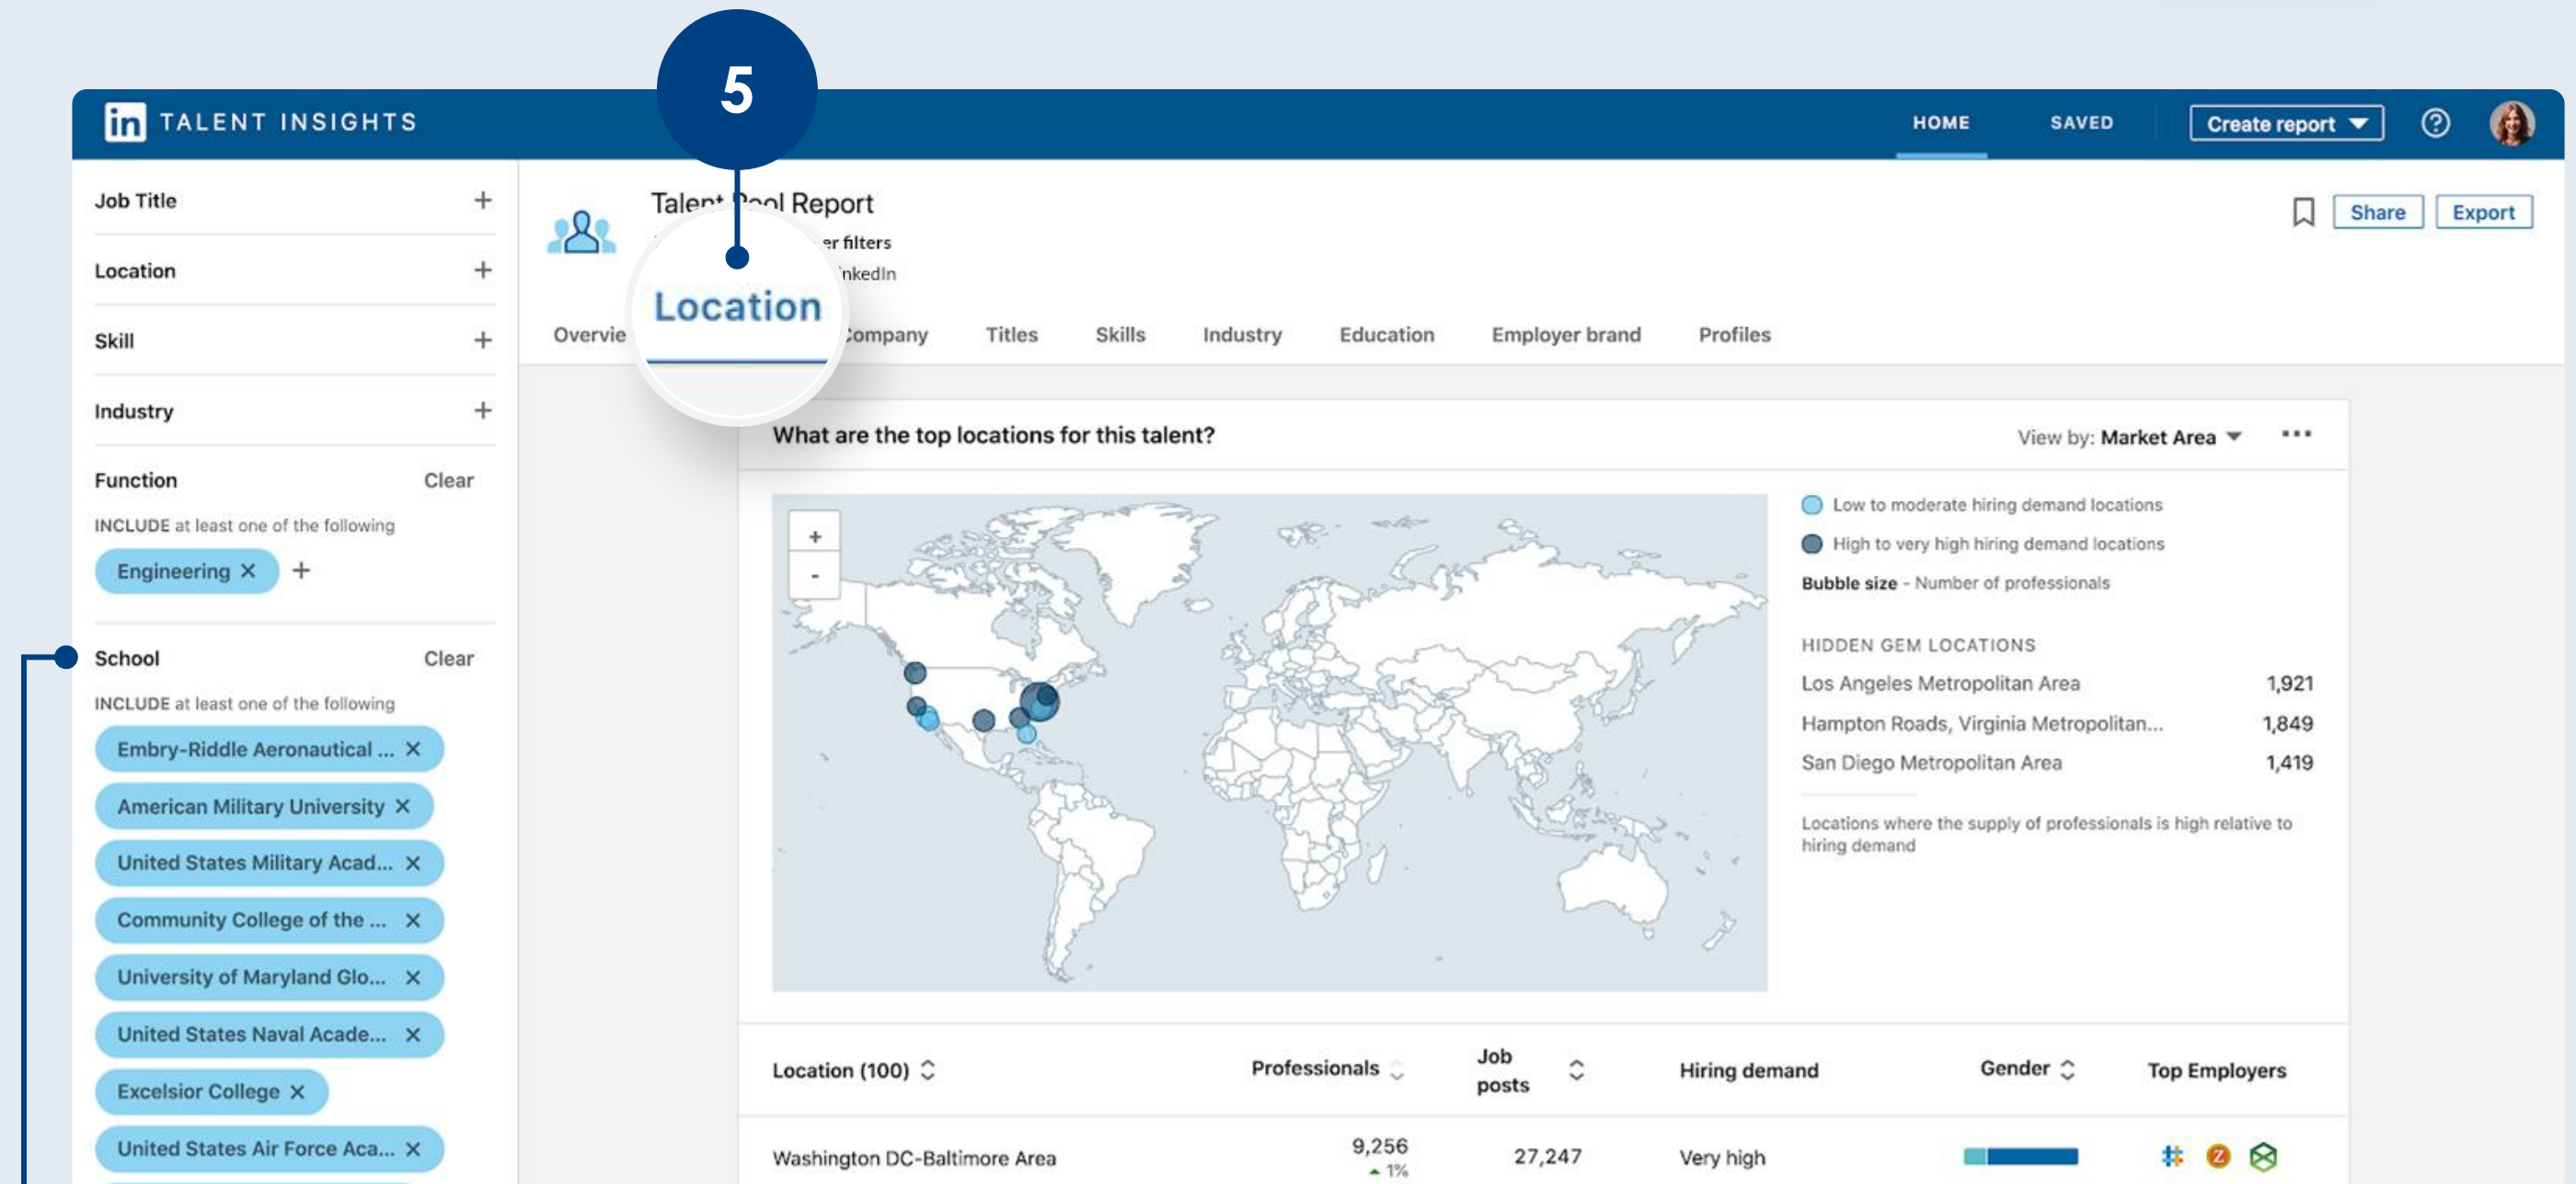 5
in TALENT INSIGHTS
HOME
SAVED
Create report
?
Job Title +
Location +
Skill +
Industry +
Function Clear
INCLUDE at least one of the following
Engineering × +
School Clear
INCLUDE at least one of the following
Embry-Riddle Aeronautical ... ×
American Military University ×
United States Military Acad... ×
Community College of the ... ×
University of Maryland Glo... ×
United States Naval Acade... ×
Excelsior College ×
United States Air Force Aca... ×
Talent Pool Report
filters
Share
Export
Location
Titles
Skills
Industry
Education
Employer brand
Profiles
What are the top locations for this talent?
View by: Market Area
...
+
-
Low to moderate hiring demand locations
High to very high hiring demand locations
Bubble size - Number of professionals
HIDDEN GEM LOCATIONS
Los Angeles Metropolitan Area 1,921
Hampton Roads, Virginia Metropolitan... 1,849
San Diego Metropolitan Area 1,419
Locations where the supply of professionals is high relative to
hiring demand
Location (100)
Professionals
Job
posts
Hiring demand
Gender
Top Employers
Washington DC-Baltimore Area
9,256
1%
27,247
Very high
Z